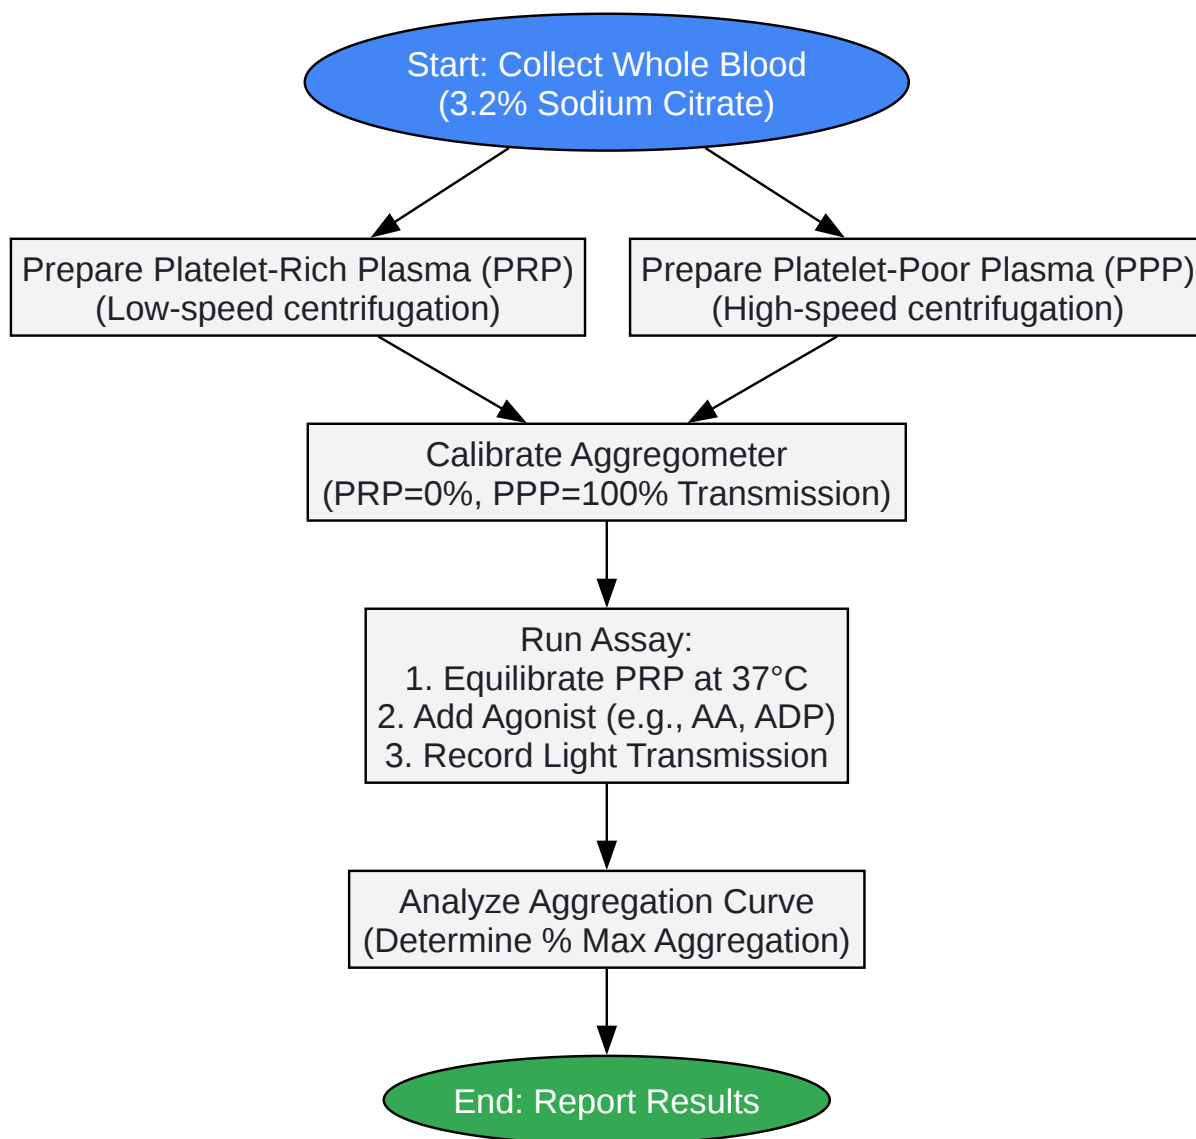 Start: Collect Whole Blood
(3.2% Sodium Citrate)
Prepare Platelet-Rich Plasma (PRP)
(Low-speed centrifugation)
Prepare Platelet-Poor Plasma (PPP)
(High-speed centrifugation)
Calibrate Aggregometer
(PRP=0%, PPP=100% Transmission)
Run Assay:
1. Equilibrate PRP at 37°C
2. Add Agonist (e.g., AA, ADP)
3. Record Light Transmission
Analyze Aggregation Curve
(Determine % Max Aggregation)
End: Report Results